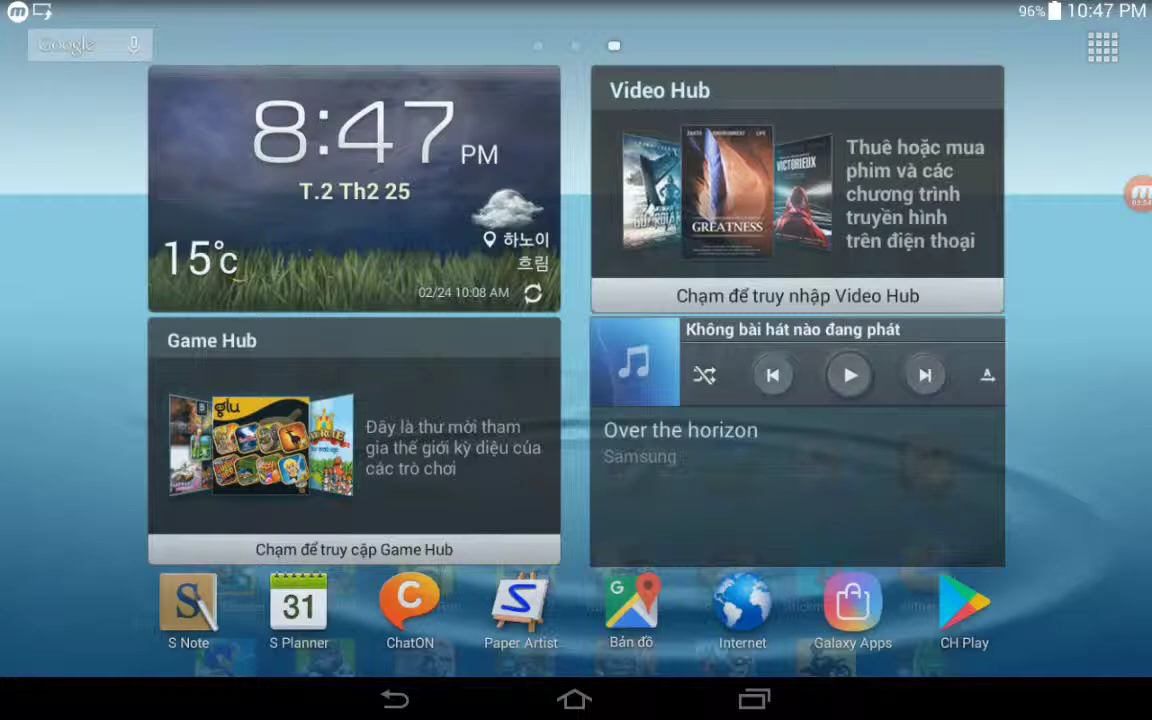 96% 10:47 PM
Google
8:47 PM
T.2 Th2 25
15°c
하노이
흐림
02/24 10:08 AM
Video Hub
GREATNESS
VICTORIEUX
Thuê hoặc mua
phim và các
chương trình
truyền hình
trên điện thoại
Chạm để truy nhập Video Hub
Game Hub
glu
Đây là thư mời tham
gia thế giới kỳ diệu của
các trò chơi
Chạm để truy cập Game Hub
Không bài hát nào đang phát
A
Over the horizon
Samsung
S
31
C
S
G
S Note
S Planner
ChatON
Paper Artist
Bản đồ
Internet
Galaxy Apps
CH Play